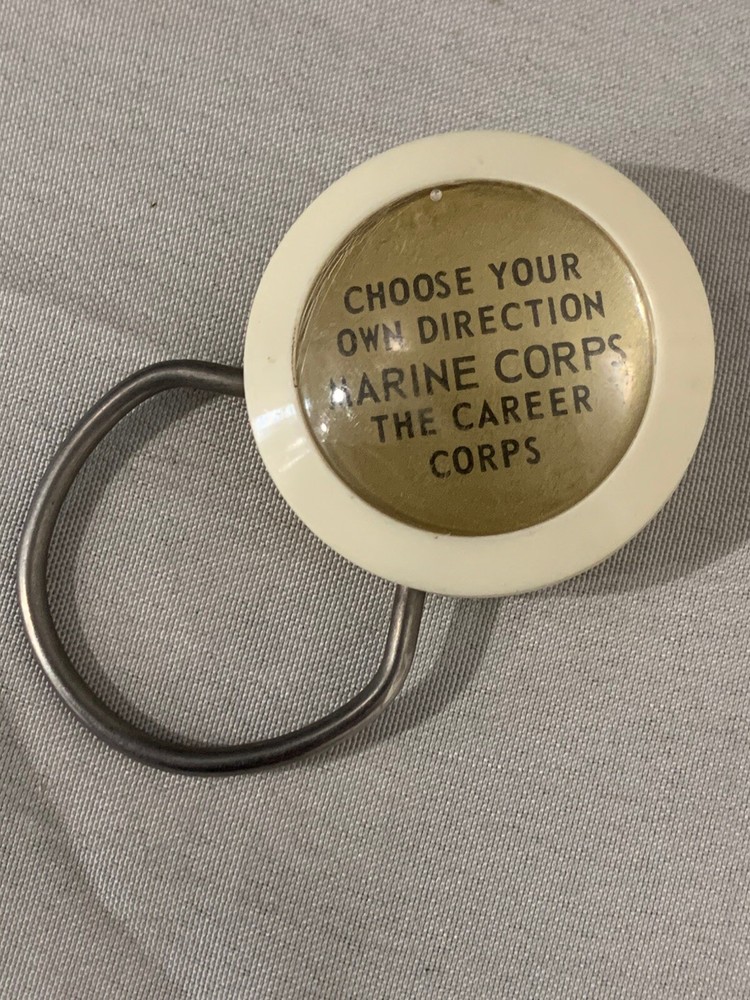 CHOOSE YOUR
OWN DIRECTION
MARINE CORPS
THE CAREER
CORPS